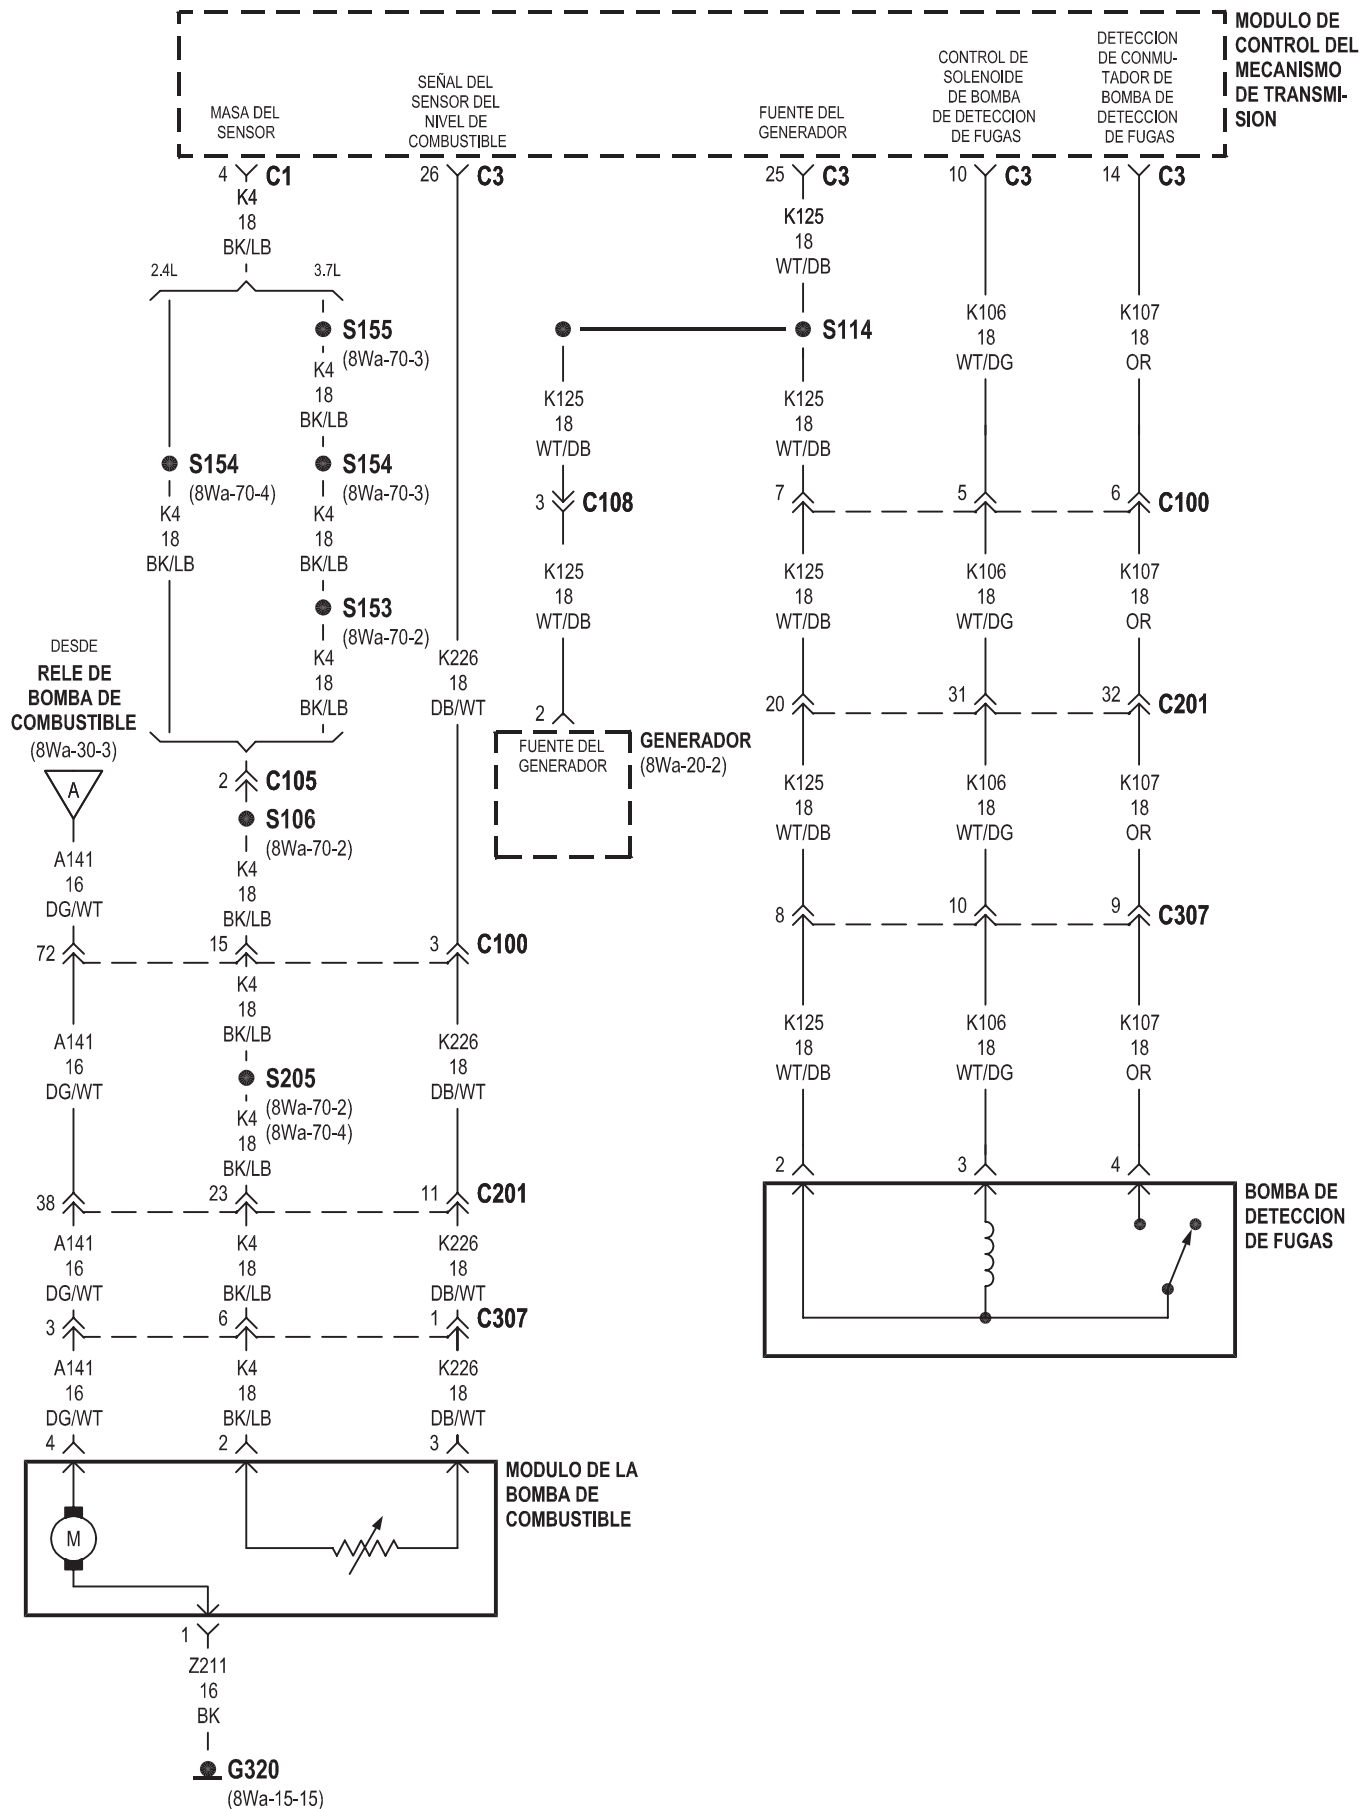 MODULO DE
CONTROL DEL
MECANISMO
DE TRANSMI-
SION
MASA DEL
SENSOR
SEÑAL DEL
SENSOR DEL
NIVEL DE
COMBUSTIBLE
FUENTE DEL
GENERADOR
CONTROL DE
SOLENOIDE
DE BOMBA
DE DETECCION
DE FUGAS
DETECCION
DE CONMU-
TADOR DE
BOMBA DE
DETECCION
DE FUGAS
4 C1
26 C3
25 C3
10 C3
14 C3
K4
18
BK/LB
2.4L 3.7L
K125
18
WT/DB
S155
(8Wa-70-3)
K4
18
BK/LB
S114
K106
18
WT/DG
K107
18
OR
K125
18
WT/DB
K125
18
WT/DB
S154
(8Wa-70-4)
S154
(8Wa-70-3)
K4
18
BK/LB
K4
18
BK/LB
3 C108
7 5 6 C100
K125
18
WT/DB
K125
18
WT/DB
K106
18
WT/DG
K107
18
OR
S153
(8Wa-70-2)
K4
18
BK/LB
K226
18
DB/WT
DESDE
RELE DE
BOMBA DE
COMBUSTIBLE
(8Wa-30-3)
A
20 31 32 C201
2
FUENTE DEL
GENERADOR
GENERADOR
(8Wa-20-2)
2 C105
S106
(8Wa-70-2)
K125
18
WT/DB
K106
18
WT/DG
K107
18
OR
A141
16
DG/WT
K4
18
BK/LB
8 10 9 C307
72 15 3 C100
K4
18
BK/LB
A141
16
DG/WT
K226
18
DB/WT
K125
18
WT/DB
K106
18
WT/DG
K107
18
OR
S205
(8Wa-70-2)
(8Wa-70-4)
K4
18
BK/LB
2 3 4
BOMBA DE
DETECCION
DE FUGAS
38 23 11 C201
A141
16
DG/WT
K4
18
BK/LB
K226
18
DB/WT
3 6 1 C307
A141
16
DG/WT
K4
18
BK/LB
K226
18
DB/WT
4 2 3
MODULO DE LA
BOMBA DE
COMBUSTIBLE
M
1
Z211
16
BK
G320
(8Wa-15-15)